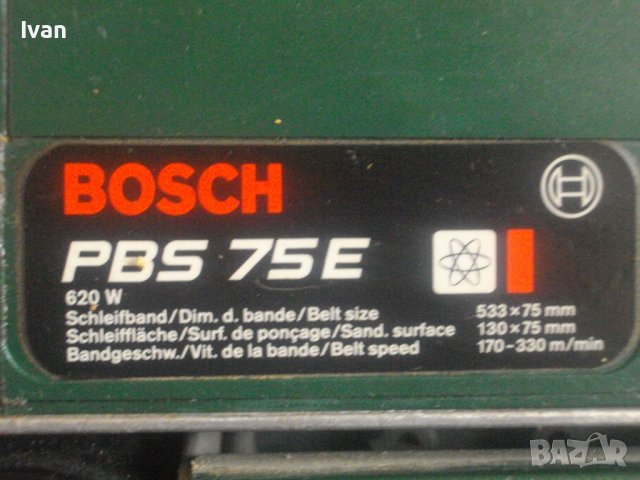 Ivan
BOSCH
PBS 75E
620 W
Schleifband/Dim. d. bande/Belt size 533×75 mm
Schleiffläche/Surf. de ponçage/Sand. surface 130×75 mm
Bandgeschw./Vit. de la bande/Belt speed 170-330 m/min
BAZAR